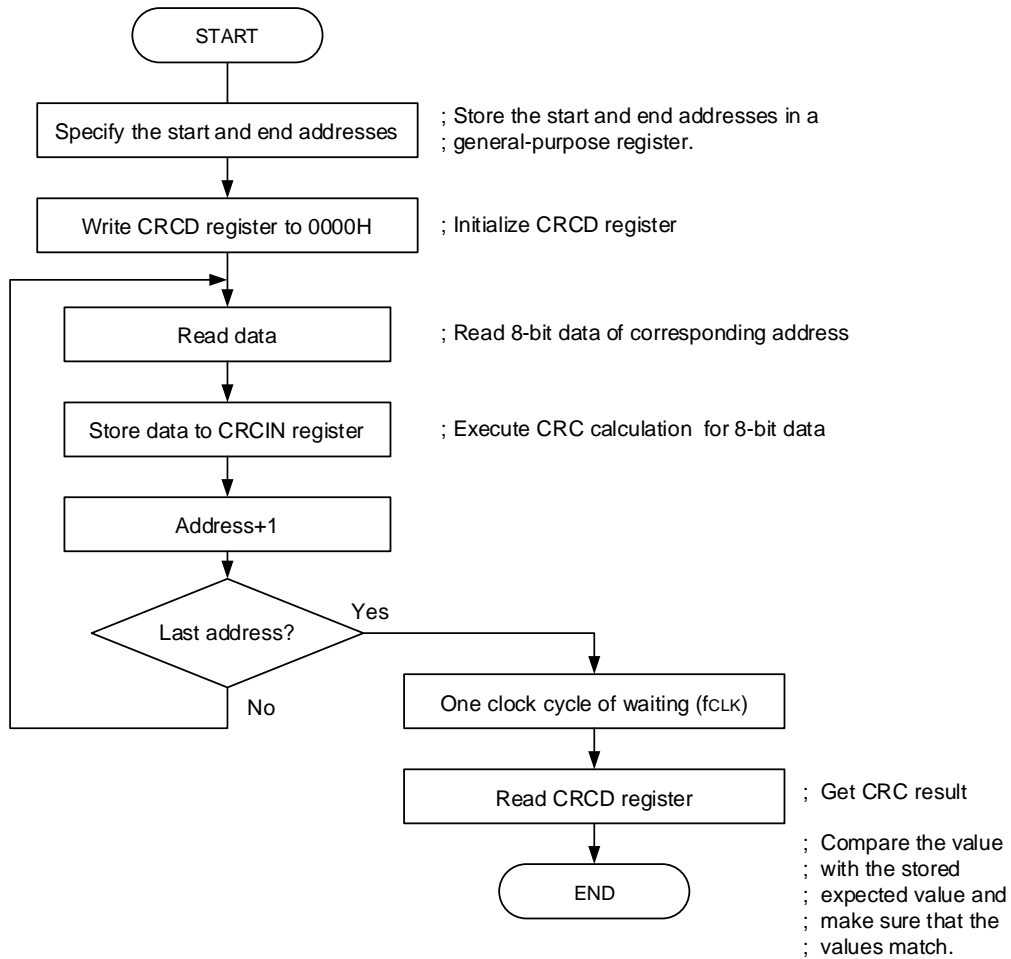 START
Specify the start and end addresses
; Store the start and end addresses in a
; general-purpose register.
Write CRCD register to 0000H
; Initialize CRCD register
Read data
; Read 8-bit data of corresponding address
Store data to CRCIN register
; Execute CRC calculation  for 8-bit data
Address+1
Last address?
Yes
No
One clock cycle of waiting (fCLK)
Read CRCD register
;  Get CRC result
;  Compare the value
;  with the stored
;  expected value and
;  make sure that the
;  values match.
END